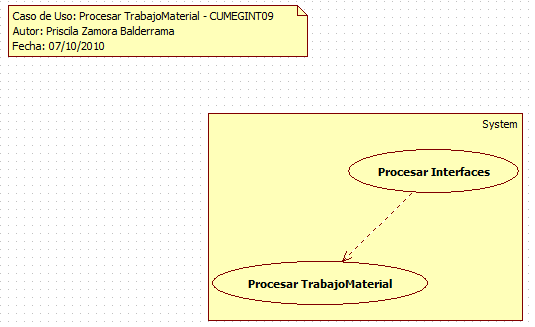 Caso de Uso: Procesar TrabajoMaterial - CUMEGINT09
Autor: Priscila Zamora Balderrama
Fecha: 07/10/2010
System
Procesar Interfaces
Procesar TrabajoMaterial